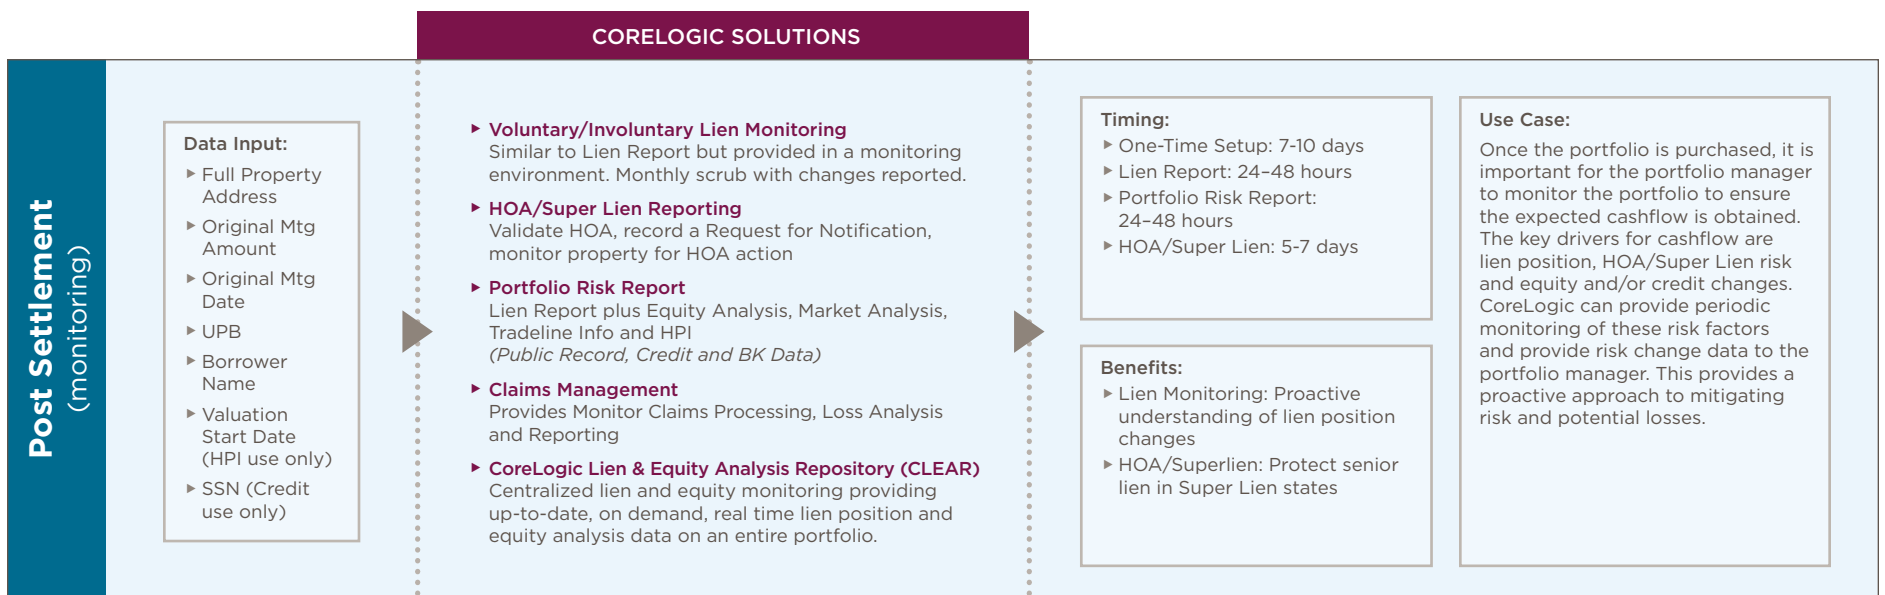 CORELOGIC SOLUTIONS
Post Settlement
(monitoring)
Data Input:
▸ Full Property
Address
▸ Original Mtg
Amount
▸ Original Mtg
Date
▸ UPB
▸ Borrower
Name
▸ Valuation
Start Date
(HPI use only)
▸ SSN (Credit
use only)
▸ Voluntary/Involuntary Lien Monitoring
Similar to Lien Report but provided in a monitoring
environment. Monthly scrub with changes reported.
▸ HOA/Super Lien Reporting
Validate HOA, record a Request for Notification,
monitor property for HOA action
▸ Portfolio Risk Report
Lien Report plus Equity Analysis, Market Analysis,
Tradeline Info and HPI
(Public Record, Credit and BK Data)
▸ Claims Management
Provides Monitor Claims Processing, Loss Analysis
and Reporting
▸ CoreLogic Lien & Equity Analysis Repository (CLEAR)
Centralized lien and equity monitoring providing
up-to-date, on demand, real time lien position and
equity analysis data on an entire portfolio.
Timing:
▸ One-Time Setup: 7-10 days
▸ Lien Report: 24–48 hours
▸ Portfolio Risk Report:
24–48 hours
▸ HOA/Super Lien: 5-7 days
Benefits:
▸ Lien Monitoring: Proactive
understanding of lien position
changes
▸ HOA/Superlien: Protect senior
lien in Super Lien states
Use Case:
Once the portfolio is purchased, it is
important for the portfolio manager
to monitor the portfolio to ensure
the expected cashflow is obtained.
The key drivers for cashflow are
lien position, HOA/Super Lien risk
and equity and/or credit changes.
CoreLogic can provide periodic
monitoring of these risk factors
and provide risk change data to the
portfolio manager. This provides a
proactive approach to mitigating
risk and potential losses.